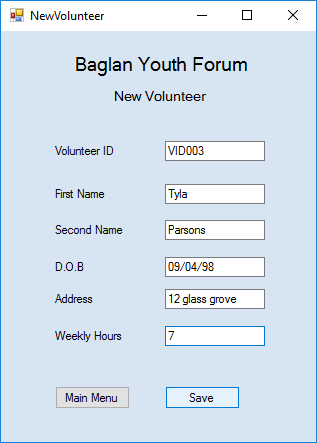 NewVolunteer
Baglan Youth Forum
New Volunteer
Volunteer ID VID003
First Name Tyla
Second Name Parsons
D.O.B 09/04/98
Address 12 glass grove
Weekly Hours 7
Main Menu Save